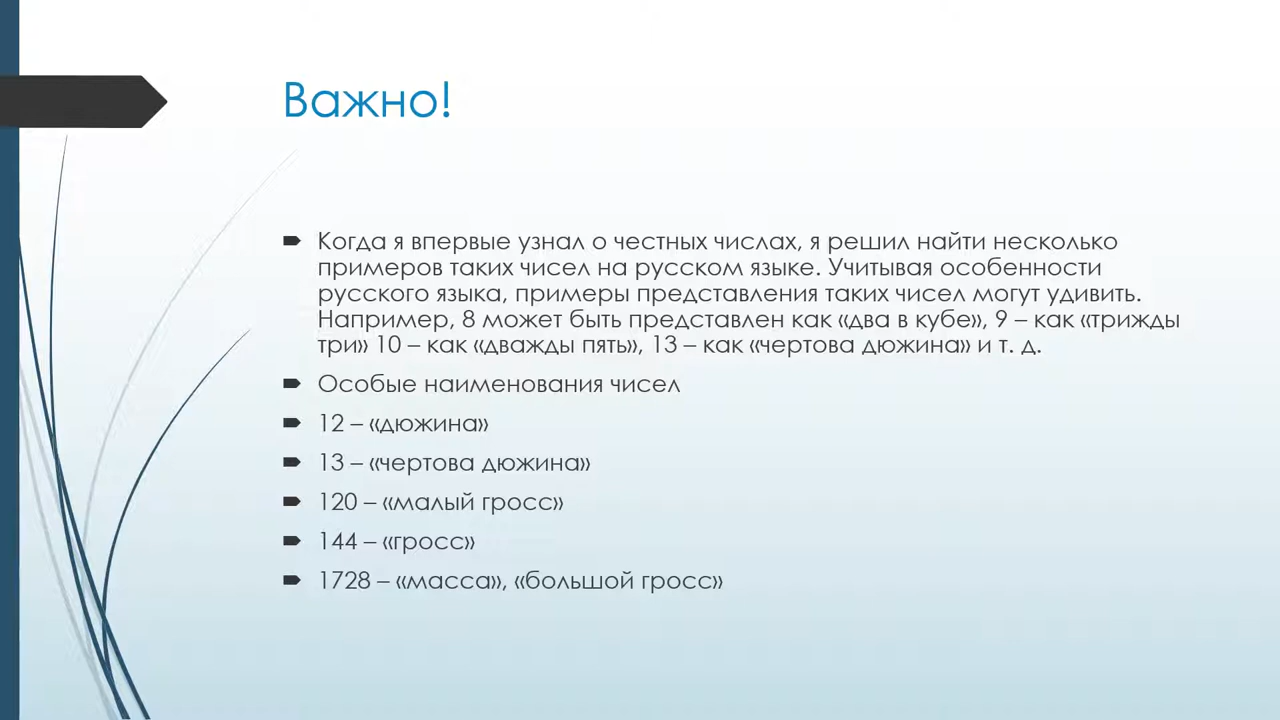 Важно!
Когда я впервые узнал о честных числах, я решил найти несколько
примеров таких чисел на русском языке. Учитывая особенности
русского языка, примеры представления таких чисел могут удивить.
Например, 8 может быть представлен как «два в кубе», 9 – как «трижды
три» 10 – как «дважды пять», 13 – как «чертова дюжина» и т. д.
Особые наименования чисел
12 – «дюжина»
13 – «чертова дюжина»
120 – «малый гросс»
144 – «гросс»
1728 – «масса», «большой гросс»